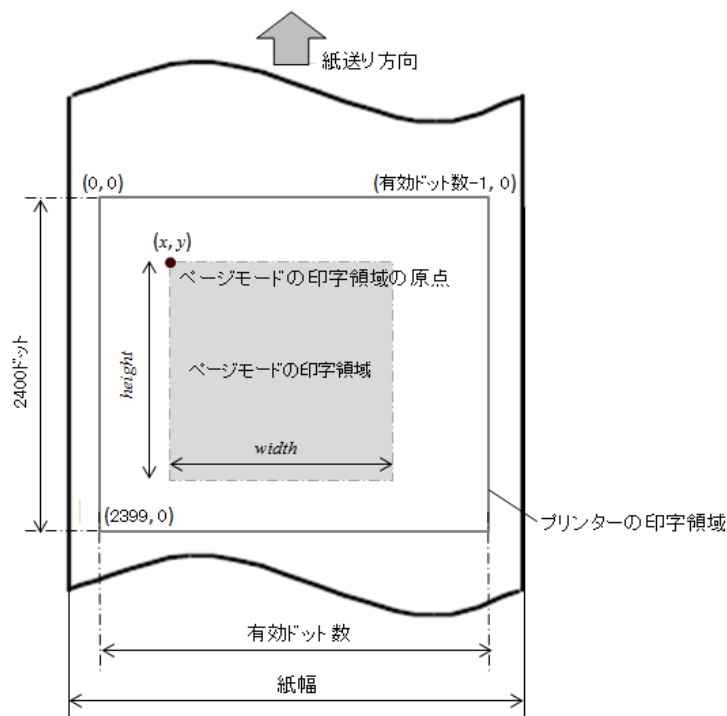 紙送り方向
(0, 0)
(有効ドット数-1, 0)
(x, y)
ページモードの印字領域の原点
2400ドット
height
ページモードの印字領域
width
(2399, 0)
プリンターの印字領域
有効ドット数
紙幅